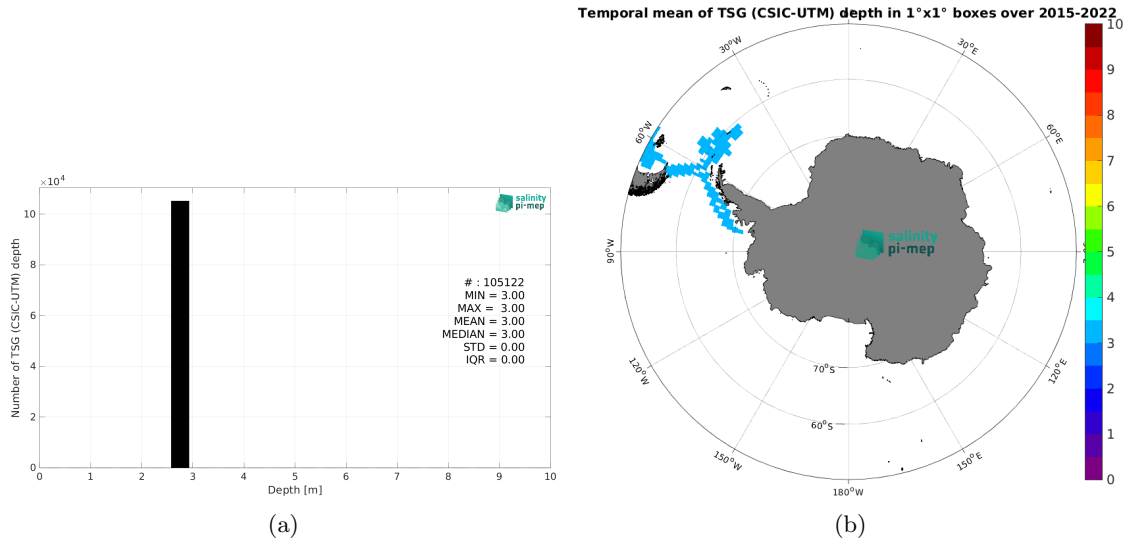 Temporal mean of TSG (CSIC-UTM) depth in 1°x1° boxes over 2015-2022
×10⁴
10
8
6
4
2
0
Number of TSG (CSIC-UTM) depth
salinity
pi-mep
# : 105122
MIN = 3.00
MAX = 3.00
MEAN = 3.00
MEDIAN = 3.00
STD = 0.00
IQR = 0.00
0 1 2 3 4 5 6 7 8 9 10
Depth [m]
(a)
30°W
30°E
60°W
60°E
90°W
salinity
pi-mep
120°W
120°E
70°S
60°S
150°W
150°E
180°W
10
9
8
7
6
5
4
3
2
1
0
(b)